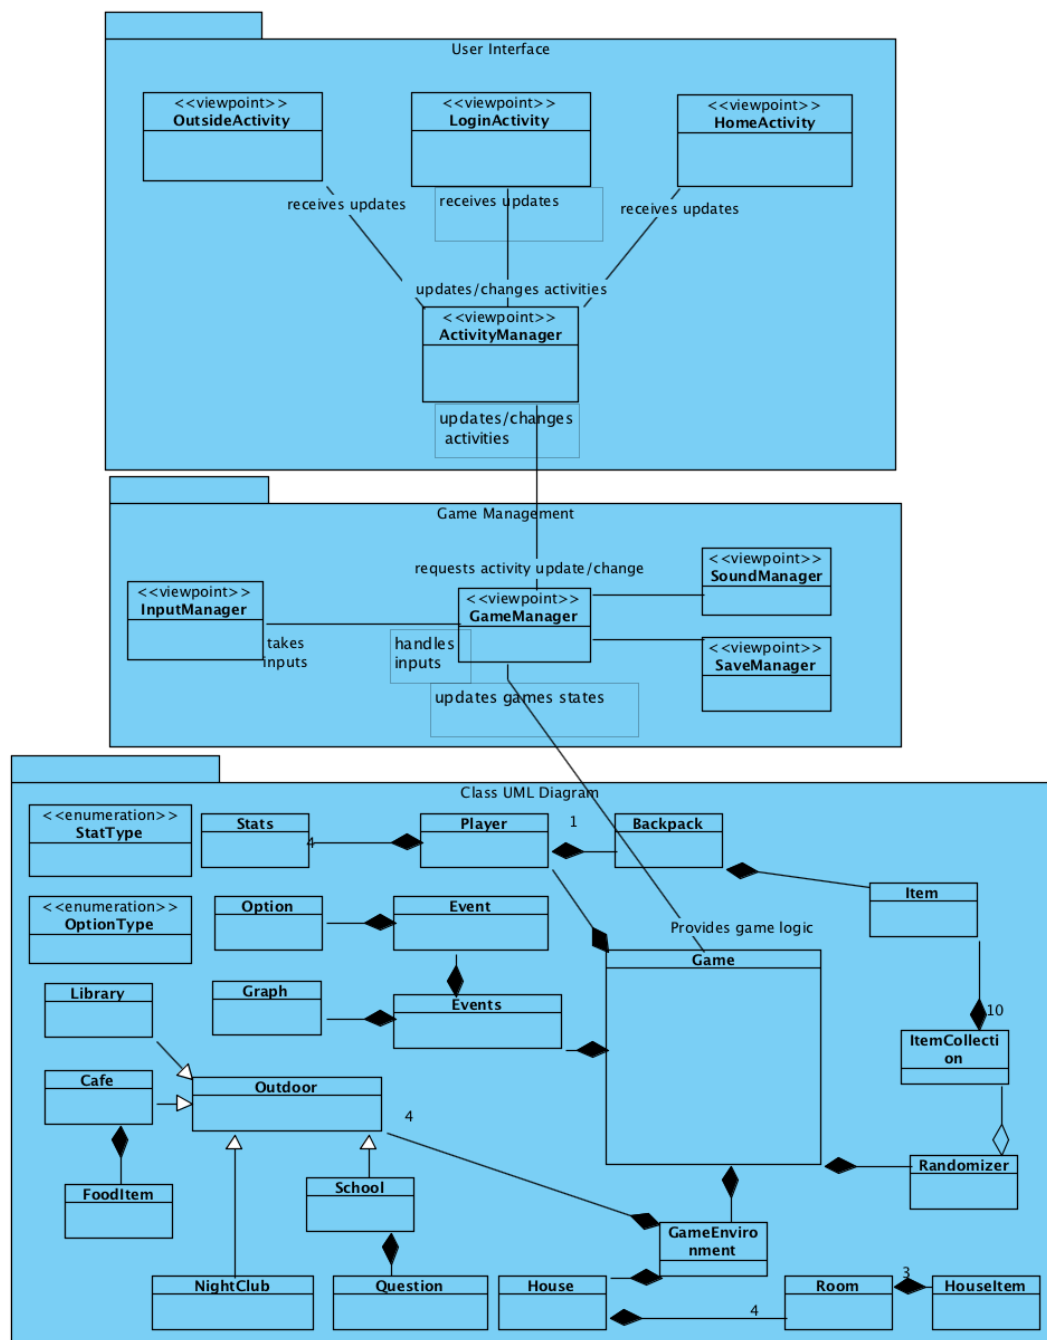 User Interface
<<viewpoint>>
OutsideActivity
<<viewpoint>>
LoginActivity
<<viewpoint>>
HomeActivity
receives updates
receives updates
receives updates
updates/changes activities
<<viewpoint>>
ActivityManager
updates/changes
activities
Game Management
requests activity update/change
<<viewpoint>>
InputManager
<<viewpoint>>
GameManager
<<viewpoint>>
SoundManager
<<viewpoint>>
SaveManager
takes
inputs
handles
inputs
updates games states
Class UML Diagram
<<enumeration>>
StatType
Stats
4
Player
1
Backpack
Item
<<enumeration>>
OptionType
Option
Event
Provides game logic
Game
Library
Graph
Events
10
ItemCollecti
on
Cafe
Outdoor
4
Randomizer
FoodItem
School
GameEnviro
nment
NightClub
Question
House
4
Room
3
HouseItem